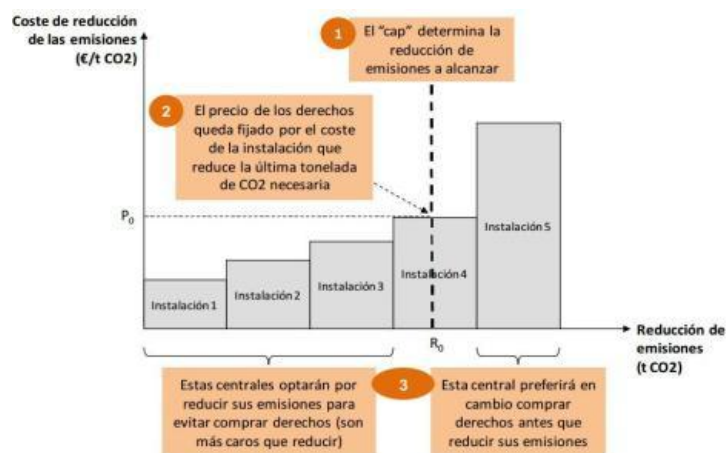 Coste de reducción
de las emisiones
(€/t CO2)
1
El “cap” determina la
reducción de
emisiones a alcanzar
2
El precio de los derechos
queda fijado por el coste
de la instalación que
reduce la última tonelada
de CO2 necesaria
P0
Instalación 1
Instalación 2
Instalación 3
Instalación 4
Instalación 5
R0
Reducción de
emisiones
(t CO2)
Estas centrales optarán por
reducir sus emisiones para
evitar comprar derechos (son
más caros que reducir)
3
Esta central preferirá en
cambio comprar
derechos antes que
reducir sus emisiones